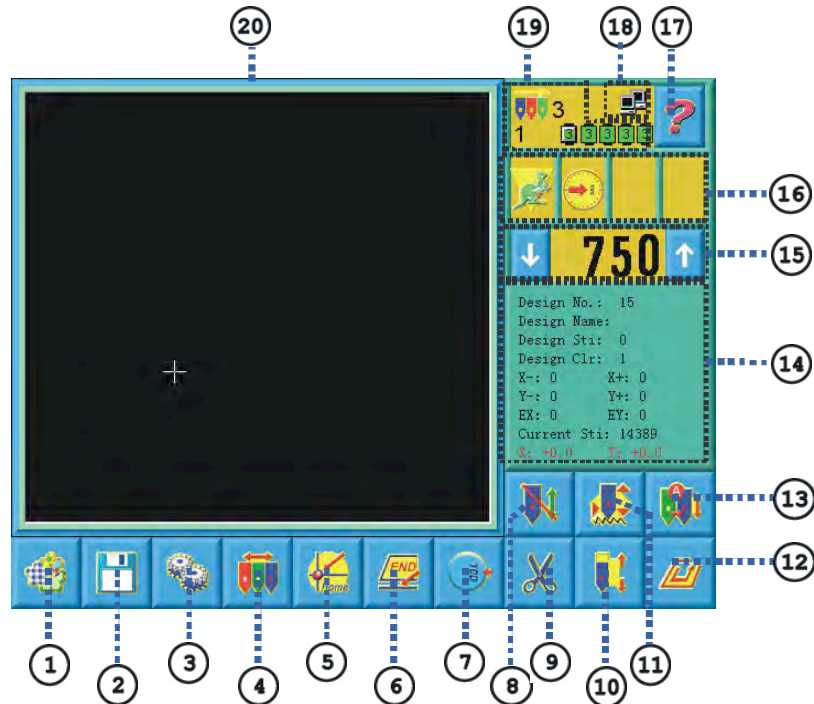 20 19 18 17
3
1 3 3 3 3 3
?
16
750
15
Design No.: 15
Design Name:
Design Sti: 0
Design Clr: 1
X-: 0 X+: 0
Y-: 0 Y+: 0
EX: 0 EY: 0
Current Sti: 14389
X: +0.0 Y: +0.0
14
A
13
Home
END
100
12
1 2 3 4 5 6 7 8 9 10 11